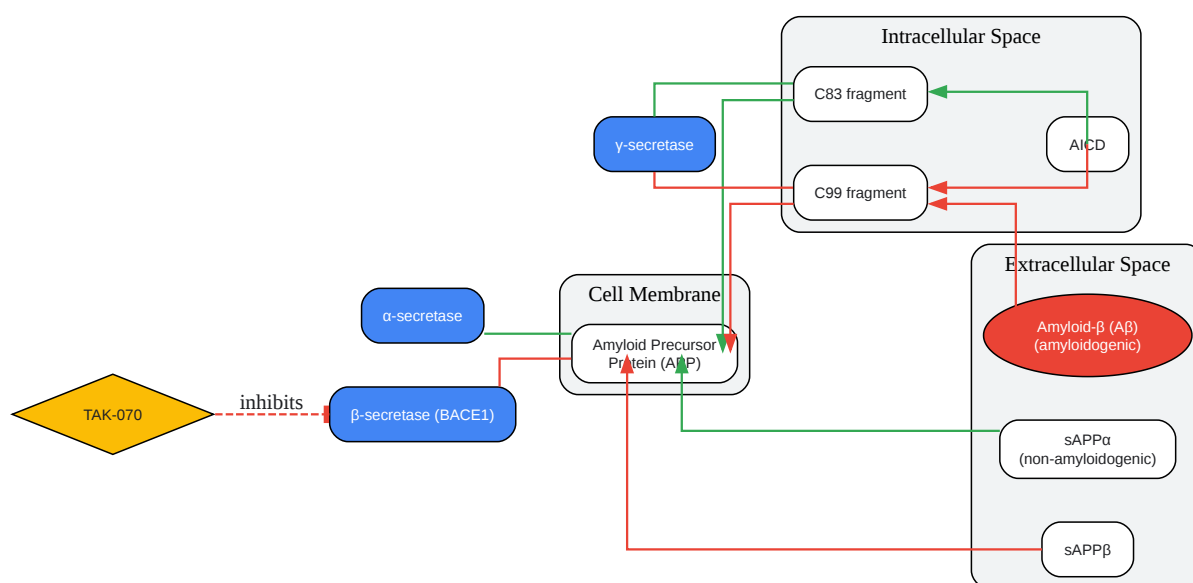 Intracellular Space
C83 fragment
γ-secretase
AICD
C99 fragment
Extracellular Space
Cell Membrane
α-secretase
Amyloid Precursor
Protein (APP)
Amyloid-β (Aβ)
(amyloidogenic)
inhibits
TAK-070
β-secretase (BACE1)
sAPPα
(non-amyloidogenic)
sAPPβ